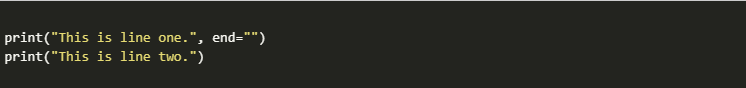 print("This is line one.", end="")
print("This is line two.")